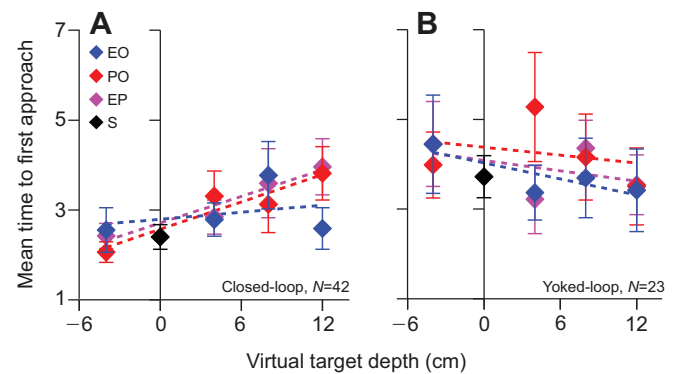 A
B
7
5
3
1
EO
PO
EP
S
Mean time to first approach
Closed-loop, N=42
Yoked-loop, N=23
−6 0 6 12
−6 0 6 12
Virtual target depth (cm)